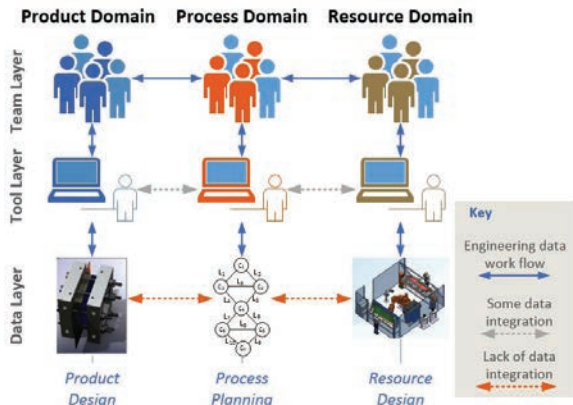 Product Domain
Process Domain
Resource Domain
Team Layer
Tool Layer
Data Layer
Product
Design
Process
Planning
Resource
Design
Key
Engineering data
work flow
Some data
integration
Lack of data
integration